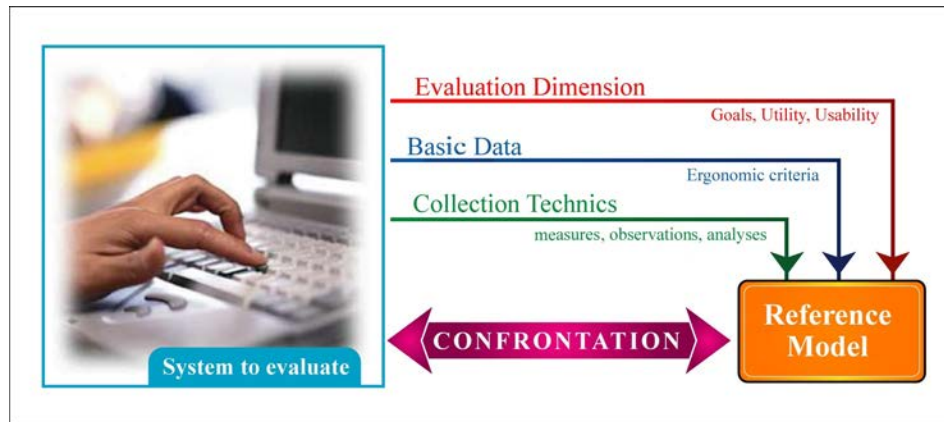 Evaluation Dimension
Goals, Utility, Usability
Basic Data
Ergonomic criteria
Collection Technics
measures, observations, analyses
CONFRONTATION
Reference
Model
System to evaluate